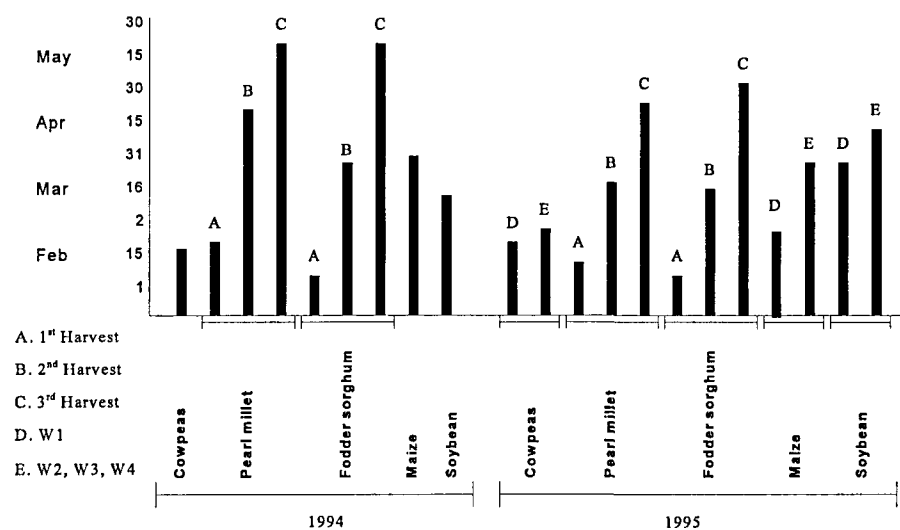 30
May 15
30
Apr 15
31
Mar 16
2
Feb 15
1
A B C A B C
D E A B C A B C D E D E
A. 1st Harvest
B. 2nd Harvest
C. 3rd Harvest
D. W1
E. W2, W3, W4
Cowpeas
Pearl millet
Fodder sorghum
Maize
Soybean
Cowpeas
Pearl millet
Fodder sorghum
Maize
Soybean
1994
1995